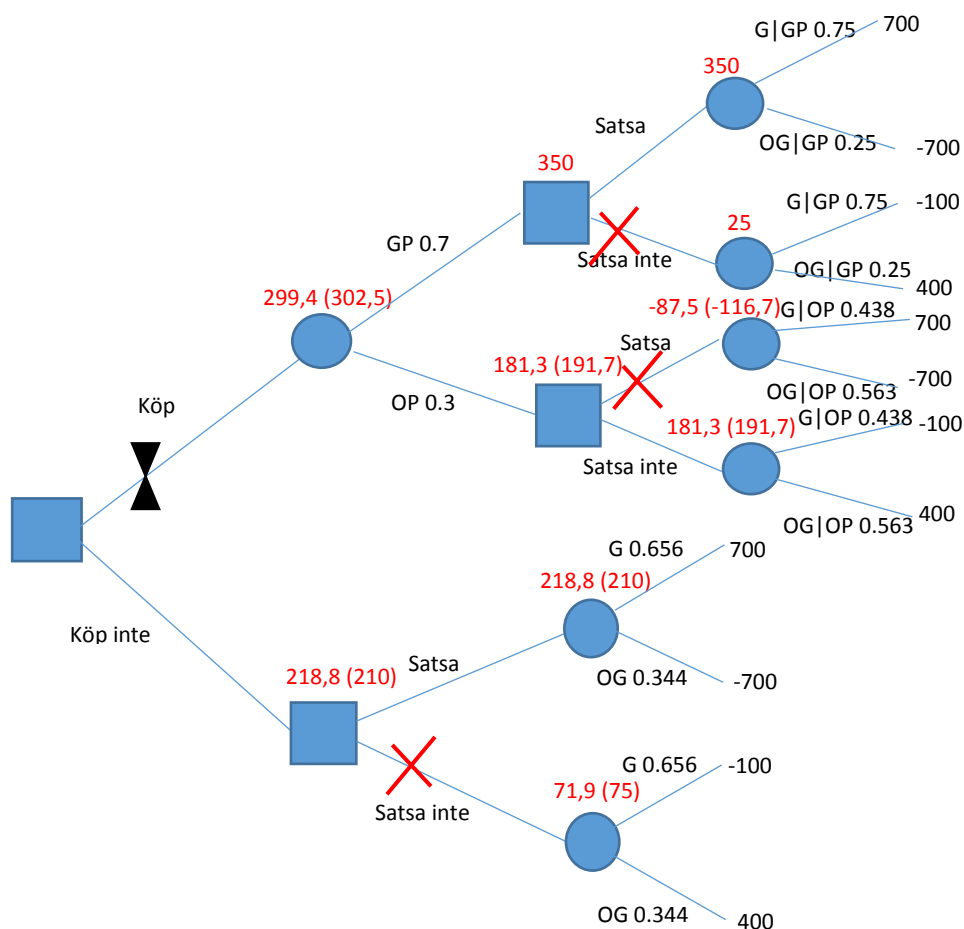 G|GP 0.75
700
350
Satsa
OG|GP 0.25
-700
350
G|GP 0.75
-100
GP 0.7
25
Satsa inte
OG|GP 0.25
400
299,4 (302,5)
-87,5 (-116,7)
G|OP 0.438
700
Satsa
181,3 (191,7)
-700
OG|OP 0.563
OP 0.3
Köp
181,3 (191,7)
G|OP 0.438
-100
Satsa inte
400
OG|OP 0.563
G 0.656
700
218,8 (210)
Köp inte
Satsa
218,8 (210)
OG 0.344
-700
G 0.656
-100
71,9 (75)
Satsa inte
OG 0.344
400